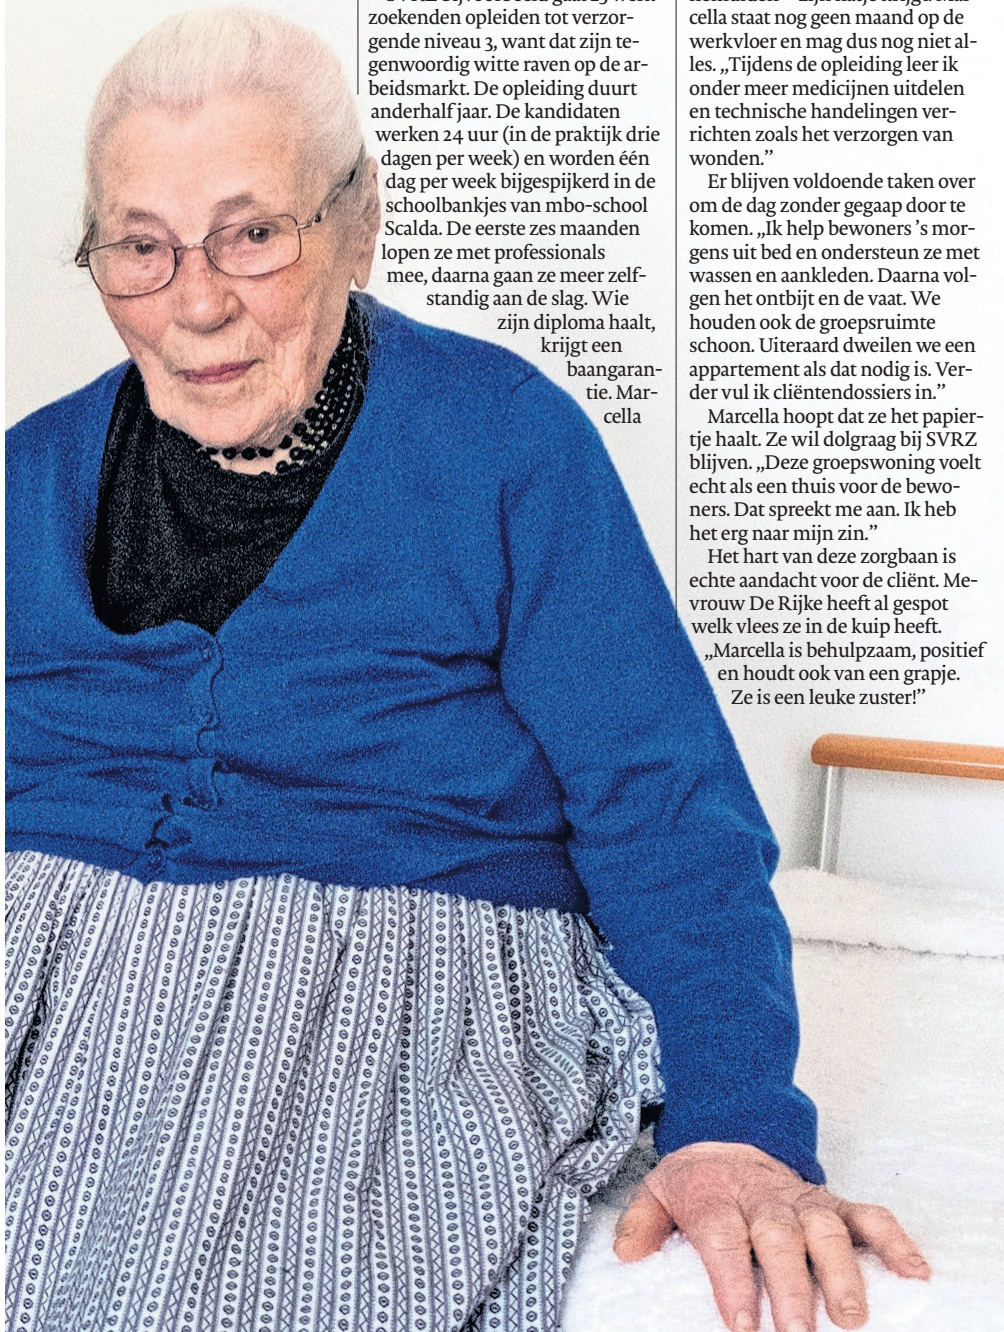 zoekenden opleiden tot verzor-
gende niveau 3, want dat zijn te-
genwoordig witte raven op de ar-
beidsmarkt. De opleiding duurt
anderhalf jaar. De kandidaten
werken 24 uur (in de praktijk drie
dagen per week) en worden één
dag per week bijgespijkerd in de
schoolbankjes van mbo-school
Scalda. De eerste zes maanden
lopen ze met professionals
mee, daarna gaan ze meer zelf-
standig aan de slag. Wie
zijn diploma haalt,
krijgt een
baangaran-
tie. Mar-
cella
cella staat nog geen maand op de
werkvloer en mag dus nog niet al-
les. „Tijdens de opleiding leer ik
onder meer medicijnen uitdelen
en technische handelingen ver-
richten zoals het verzorgen van
wonden.”
Er blijven voldoende taken over
om de dag zonder gegaap door te
komen. „Ik help bewoners ’s mor-
gens uit bed en ondersteun ze met
wassen en aankleden. Daarna vol-
gen het ontbijt en de vaat. We
houden ook de groepsruimte
schoon. Uiteraard dweilen we een
appartement als dat nodig is. Ver-
der vul ik cliëntendossiers in.”
Marcella hoopt dat ze het papier-
tje haalt. Ze wil dolgraag bij SVRZ
blijven. „Deze groepswoning voelt
echt als een thuis voor de bewo-
ners. Dat spreekt me aan. Ik heb
het erg naar mijn zin.”
Het hart van deze zorgbaan is
echte aandacht voor de cliënt. Me-
vrouw De Rijke heeft al gespot
welk vlees ze in de kuip heeft.
„Marcella is behulpzaam, positief
en houdt ook van een grapje.
Ze is een leuke zuster!”